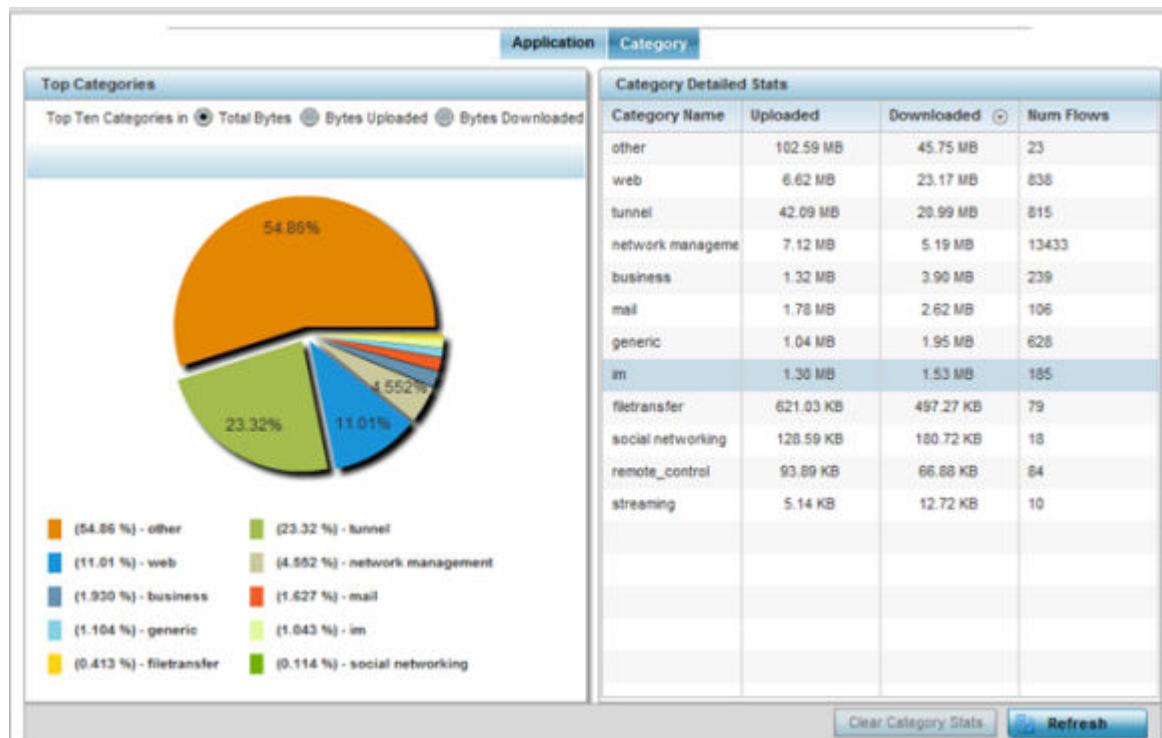 Application Category
Top Categories
Top Ten Categories in Total Bytes Bytes Uploaded Bytes Downloaded
54.86%
4.552%
23.32%
11.01%
(54.86 %) - other
(23.32 %) - tunnel
(11.01 %) - web
(4.552 %) - network management
(1.930 %) - business
(1.627 %) - mail
(1.104 %) - generic
(1.043 %) - im
(0.413 %) - filetransfer
(0.114 %) - social networking
Category Detailed Stats
Category Name Uploaded Downloaded Num Flows
other 102.59 MB 45.75 MB 23
web 6.62 MB 23.17 MB 838
tunnel 42.09 MB 20.99 MB 815
network manageme 7.12 MB 5.19 MB 13433
business 1.32 MB 3.90 MB 239
mail 1.78 MB 2.62 MB 106
generic 1.04 MB 1.95 MB 628
im 1.30 MB 1.53 MB 185
filetransfer 621.03 KB 497.27 KB 79
social networking 128.59 KB 180.72 KB 18
remote_control 93.89 KB 66.88 KB 84
streaming 5.14 KB 12.72 KB 10
Clear Category Stats Refresh